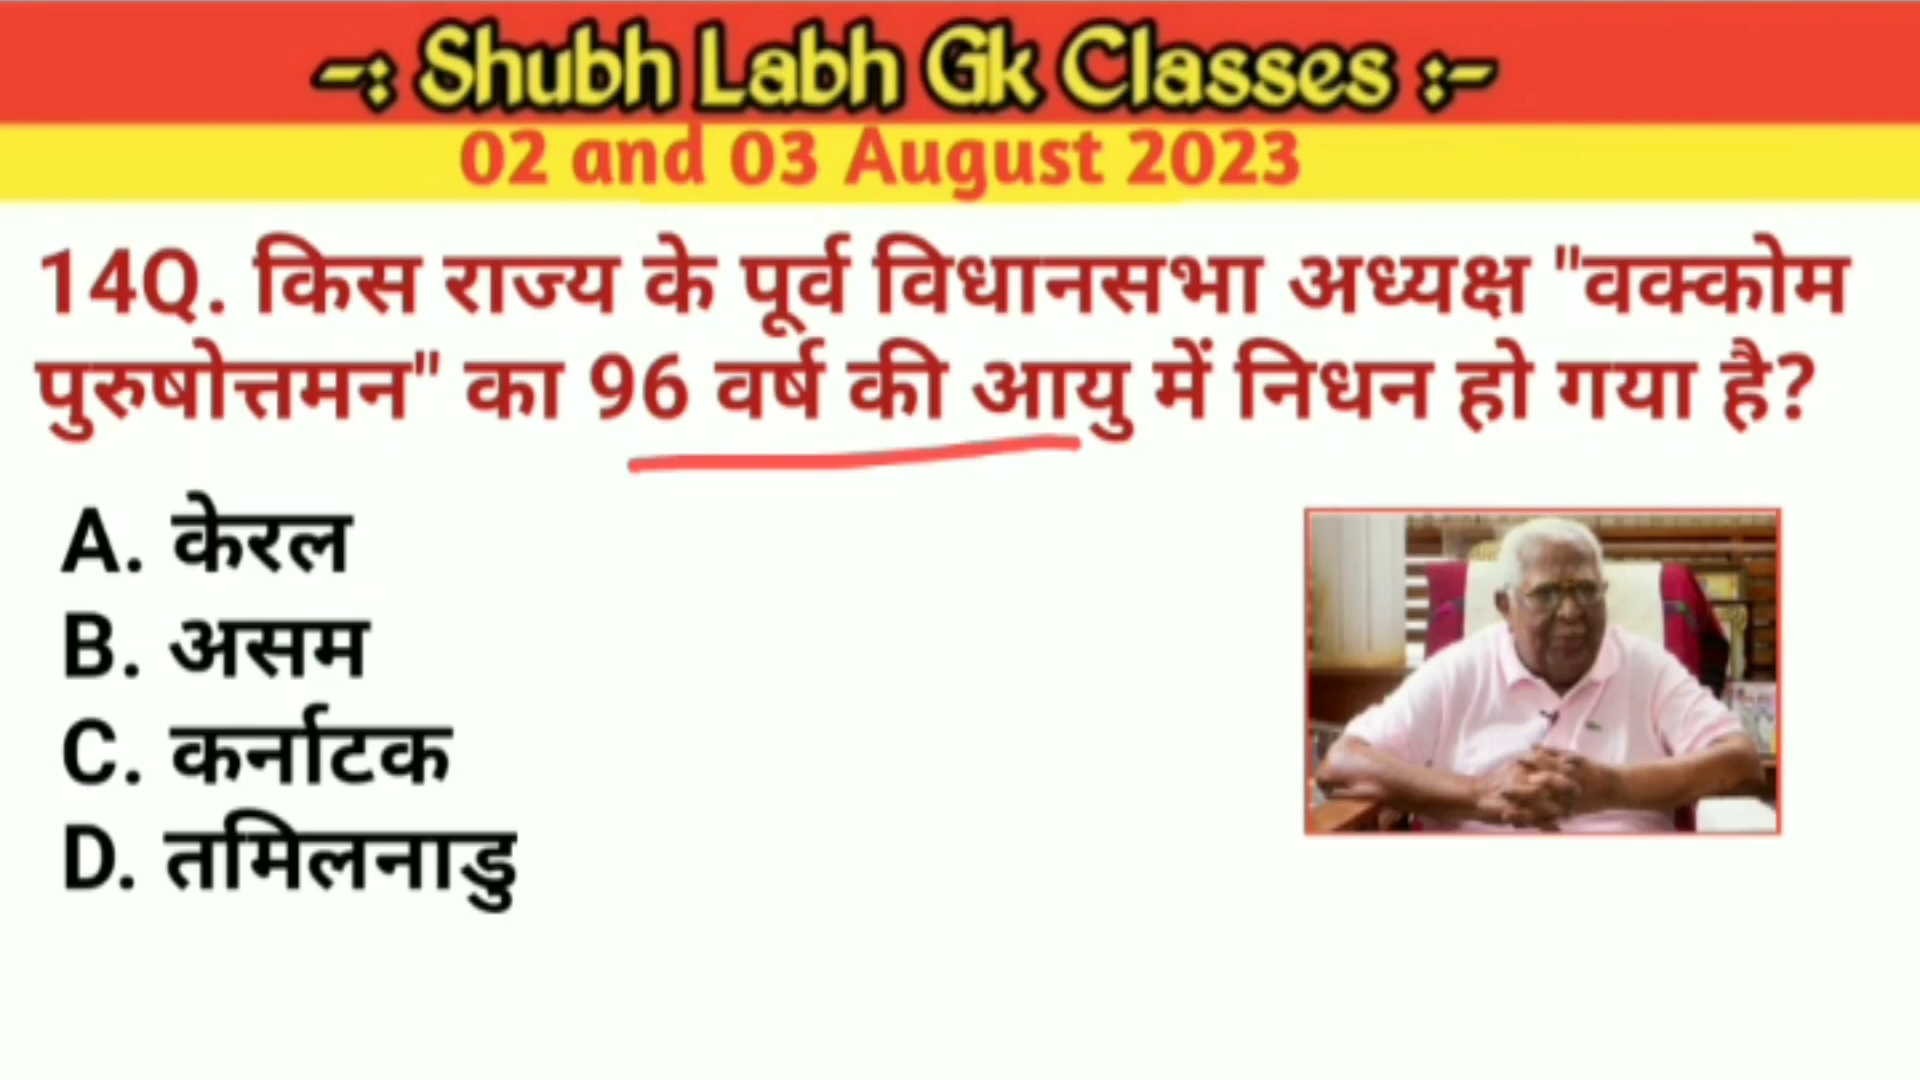 -: Shubh Labh Gk Classes :-
02 and 03 August 2023
14Q. किस राज्य के पूर्व विधानसभा अध्यक्ष "वक्कोम
पुरुषोत्तमन" का 96 वर्ष की आयु में निधन हो गया है?
A. केरल
B. असम
C. कर्नाटक
D. तमिलनाडु